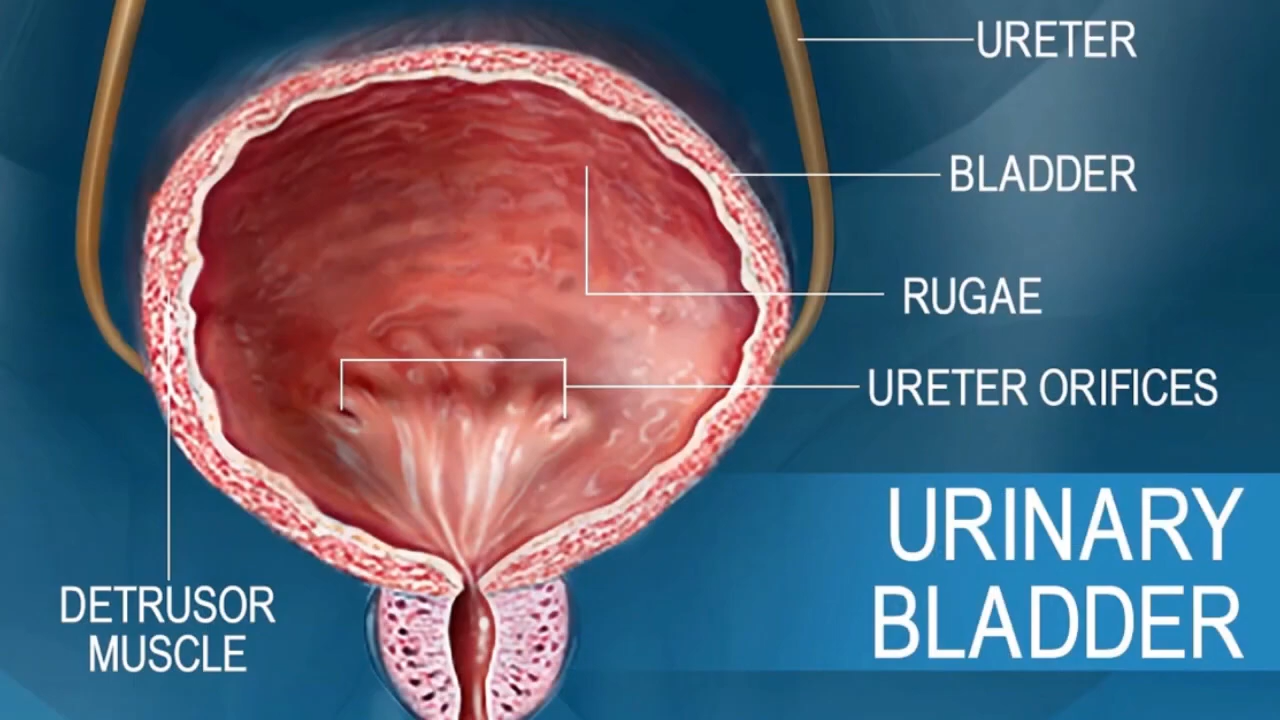 URETER
BLADDER
RUGAE
URETER ORIFICES
URINARY
BLADDER
DETRUSOR
MUSCLE